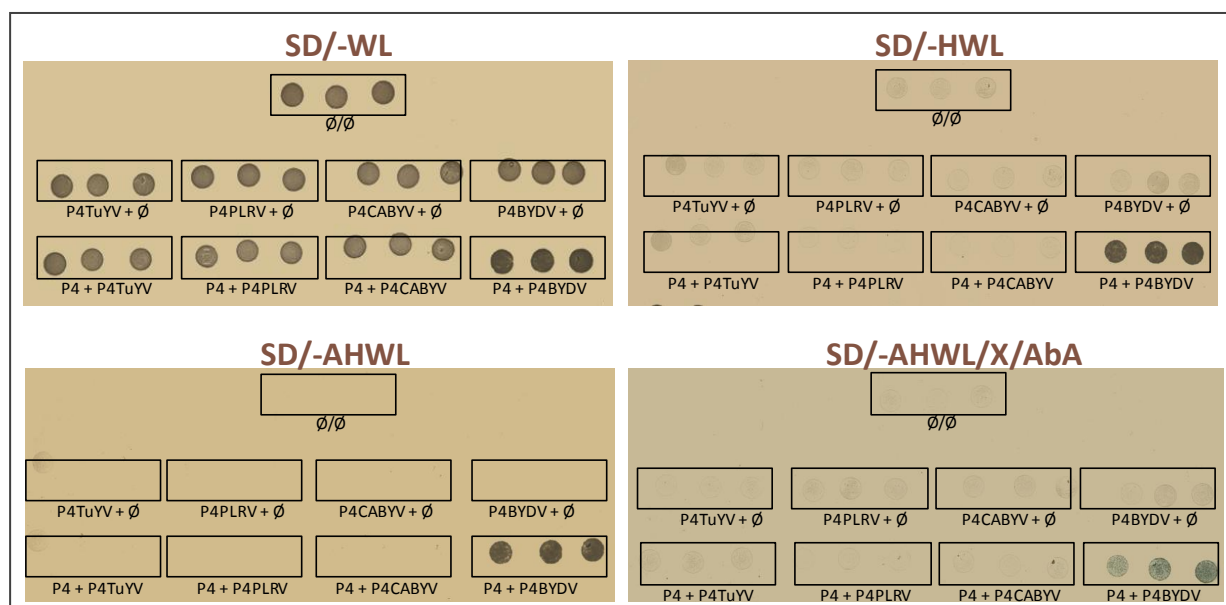 SD/-WL
Ø/Ø
P4TuYV + Ø P4PLRV + Ø P4CABYV + Ø P4BYDV + Ø
P4 + P4TuYV P4 + P4PLRV P4 + P4CABYV P4 + P4BYDV
SD/-HWL
Ø/Ø
P4TuYV + Ø P4PLRV + Ø P4CABYV + Ø P4BYDV + Ø
P4 + P4TuYV P4 + P4PLRV P4 + P4CABYV P4 + P4BYDV
SD/-AHWL
Ø/Ø
P4TuYV + Ø P4PLRV + Ø P4CABYV + Ø P4BYDV + Ø
P4 + P4TuYV P4 + P4PLRV P4 + P4CABYV P4 + P4BYDV
SD/-AHWL/X/AbA
Ø/Ø
P4TuYV + Ø P4PLRV + Ø P4CABYV + Ø P4BYDV + Ø
P4 + P4TuYV P4 + P4PLRV P4 + P4CABYV P4 + P4BYDV